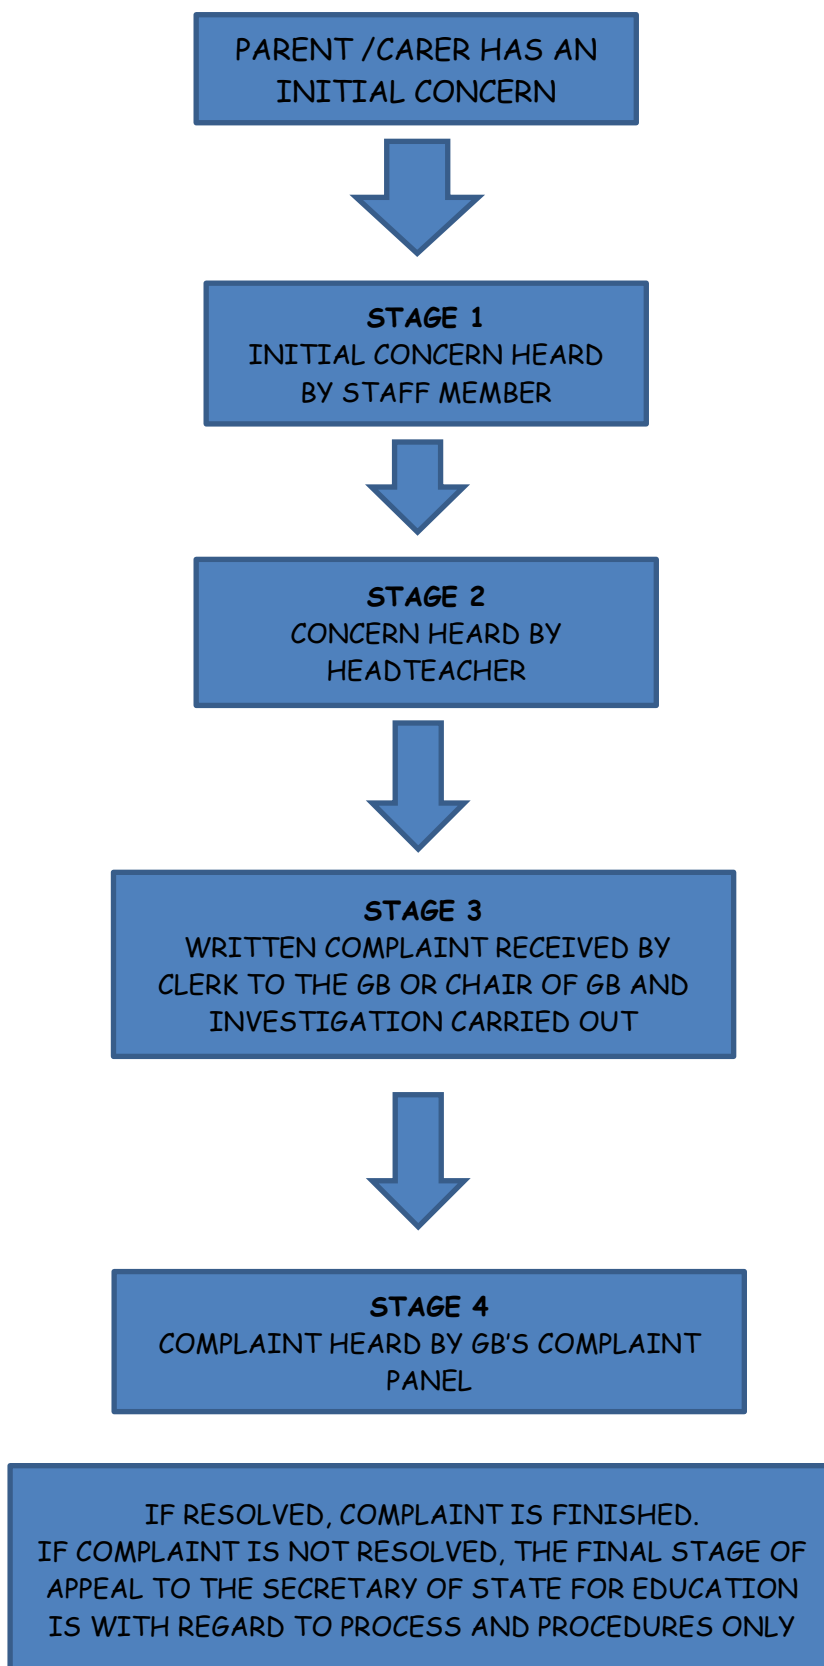 PARENT /CARER HAS AN
INITIAL CONCERN
STAGE 1
INITIAL CONCERN HEARD
BY STAFF MEMBER
STAGE 2
CONCERN HEARD BY
HEADTEACHER
STAGE 3
WRITTEN COMPLAINT RECEIVED BY
CLERK TO THE GB OR CHAIR OF GB AND
INVESTIGATION CARRIED OUT
STAGE 4
COMPLAINT HEARD BY GB'S COMPLAINT
PANEL
IF RESOLVED, COMPLAINT IS FINISHED.
IF COMPLAINT IS NOT RESOLVED, THE FINAL STAGE OF
APPEAL TO THE SECRETARY OF STATE FOR EDUCATION
IS WITH REGARD TO PROCESS AND PROCEDURES ONLY